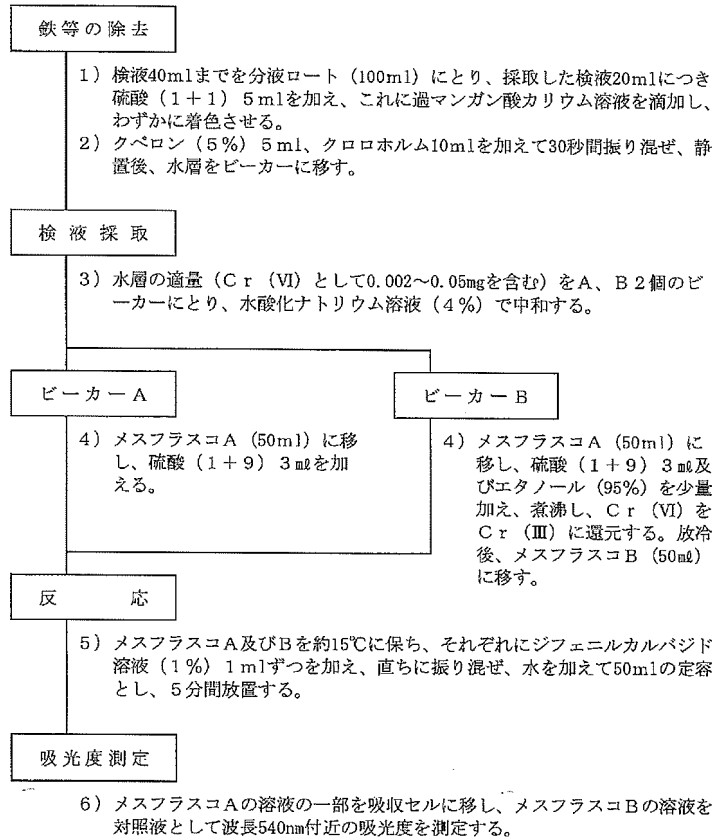 鉄等の除去
1）検液40mlまでを分液ロート（100ml）にとり、採取した検液20mlにつき
硫酸（1＋1）5mlを加え、これに過マンガン酸カリウム溶液を滴加し、
わずかに着色させる。
2）クペロン（5％）5ml、クロロホルム10mlを加えて30秒間振り混ぜ、静
置後、水層をビーカーに移す。
検液採取
3）水層の適量（Cr（Ⅵ）として0.002～0.05mgを含む）をA、B2個のビ
ーカーにとり、水酸化ナトリウム溶液（4％）で中和する。
ビーカーA
4）メスフラスコA（50ml）に移
し、硫酸（1＋9）3mlを加
える。
ビーカーB
4）メスフラスコA（50ml）に
移し、硫酸（1＋9）3ml及
びエタノール（95％）を少量
加え、煮沸し、Cr（Ⅵ）を
Cr（Ⅲ）に還元する。放冷
後、メスフラスコB（50ml）
に移す。
反応
5）メスフラスコA及びBを約15℃に保ち、それぞれにジフェニルカルバジド
溶液（1％）1mlずつを加え、直ちに振り混ぜ、水を加えて50mlの定容
とし、5分間放置する。
吸光度測定
6）メスフラスコAの溶液の一部を吸収セルに移し、メスフラスコBの溶液を
対照液として波長540nm付近の吸光度を測定する。